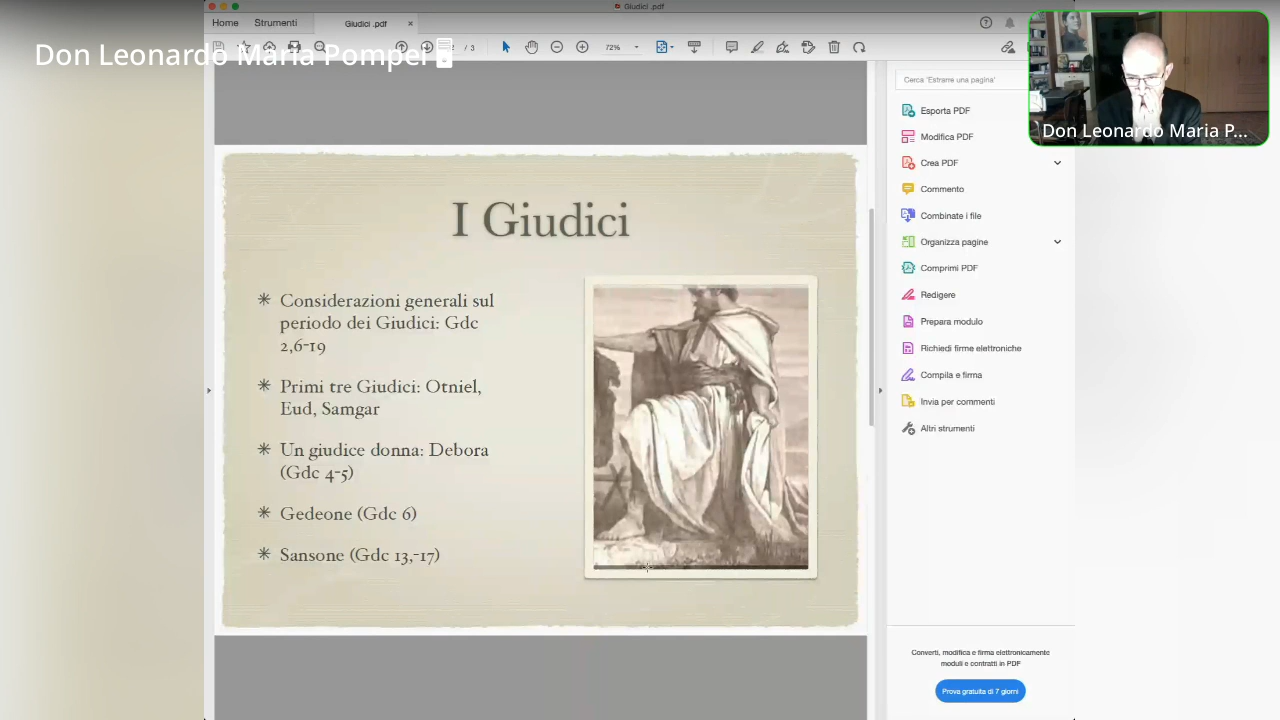 Giudici .pdf
Home
Strumenti
Giudici .pdf
×
Don Leonardo Maria Pompei
/ 3
72%
Cerca 'Estrarre una pagina'
Don Leonardo Maria P...
I Giudici
Considerazioni generali sul
periodo dei Giudici: Gdc
2,6-19
Primi tre Giudici: Otniel,
Eud, Samgar
Un giudice donna: Debora
(Gdc 4-5)
Gedeone (Gdc 6)
Sansone (Gdc 13,-17)
Esporta PDF
Modifica PDF
Crea PDF
Commento
Combinate i file
Organizza pagine
Comprimi PDF
Redigere
Prepara modulo
Richiedi firme elettroniche
Compila e firma
Invia per commenti
Altri strumenti
Converti, modifica e firma elettronicamente
moduli e contratti in PDF
Prova gratuita di 7 giorni